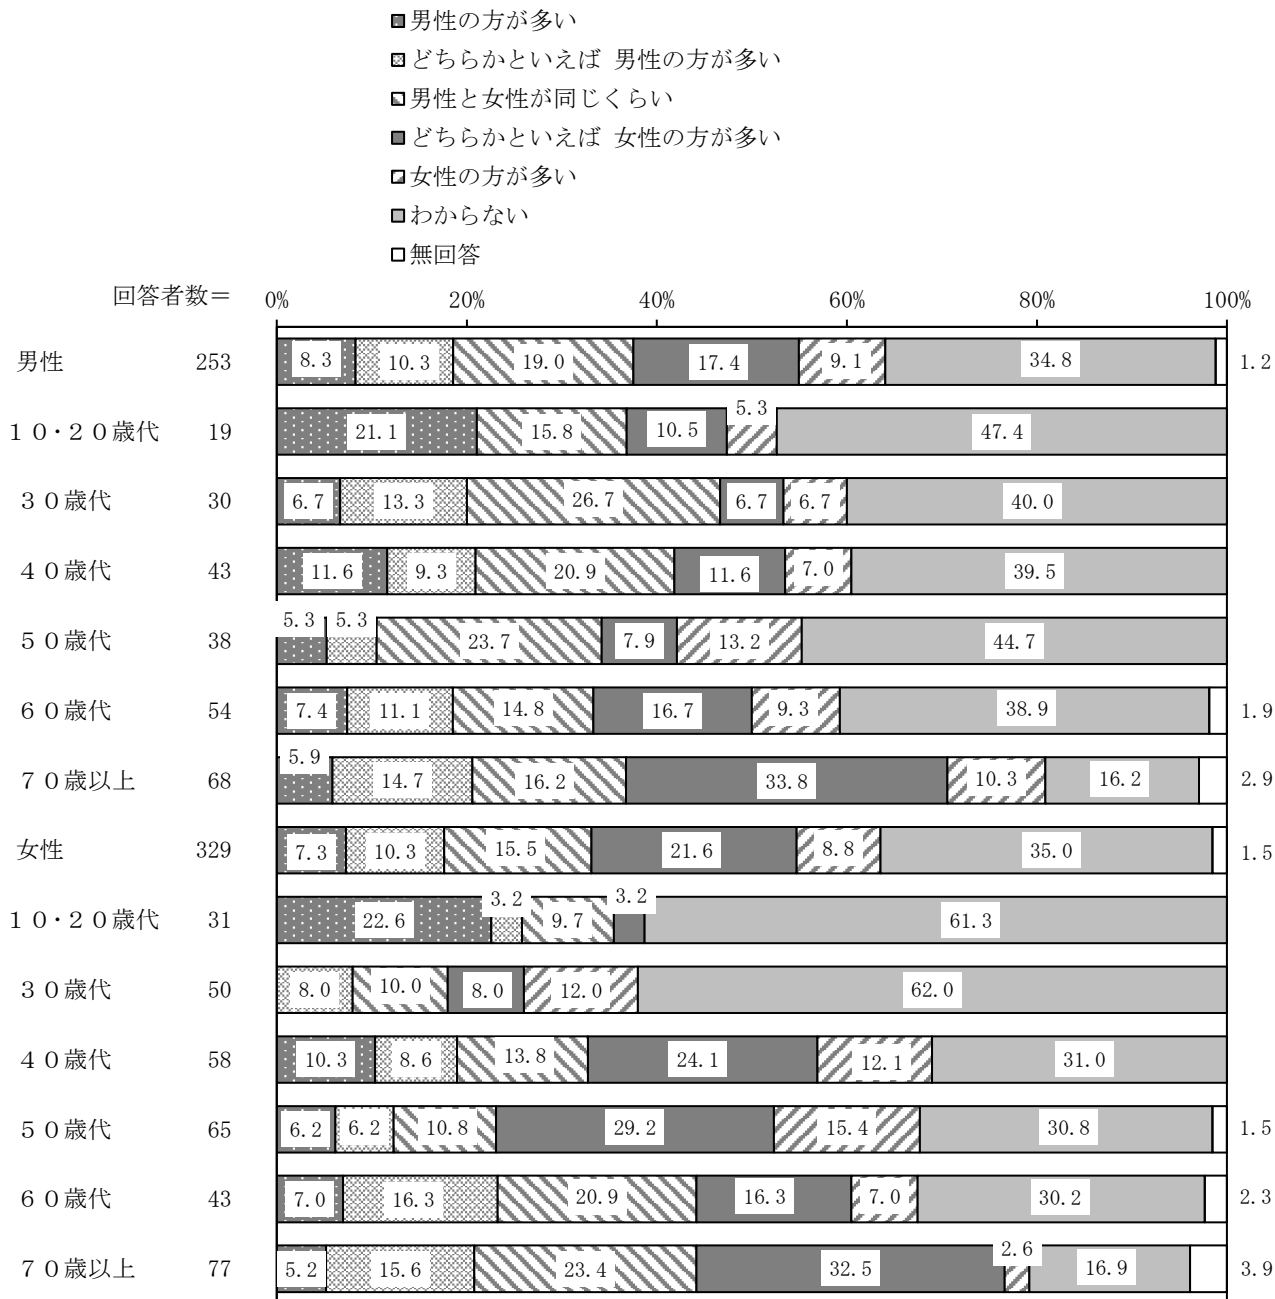 男性の方が多い
どちらかといえば 男性の方が多い
男性と女性が同じくらい
どちらかといえば 女性の方が多い
女性の方が多い
わからない
無回答
回答者数＝ 0% 20% 40% 60% 80% 100%
男性 253 8.3 10.3 19.0 17.4 9.1 34.8 1.2
１０・２０歳代 19 21.1 15.8 10.5 5.3 47.4
３０歳代 30 6.7 13.3 26.7 6.7 6.7 40.0
４０歳代 43 11.6 9.3 20.9 11.6 7.0 39.5
５０歳代 38 5.3 5.3 23.7 7.9 13.2 44.7
６０歳代 54 7.4 11.1 14.8 16.7 9.3 38.9 1.9
７０歳以上 68 5.9 14.7 16.2 33.8 10.3 16.2 2.9
女性 329 7.3 10.3 15.5 21.6 8.8 35.0 1.5
１０・２０歳代 31 22.6 3.2 9.7 3.2 61.3
３０歳代 50 8.0 10.0 8.0 12.0 62.0
４０歳代 58 10.3 8.6 13.8 24.1 12.1 31.0
５０歳代 65 6.2 6.2 10.8 29.2 15.4 30.8 1.5
６０歳代 43 7.0 16.3 20.9 16.3 7.0 30.2 2.3
７０歳以上 77 5.2 15.6 23.4 32.5 2.6 16.9 3.9